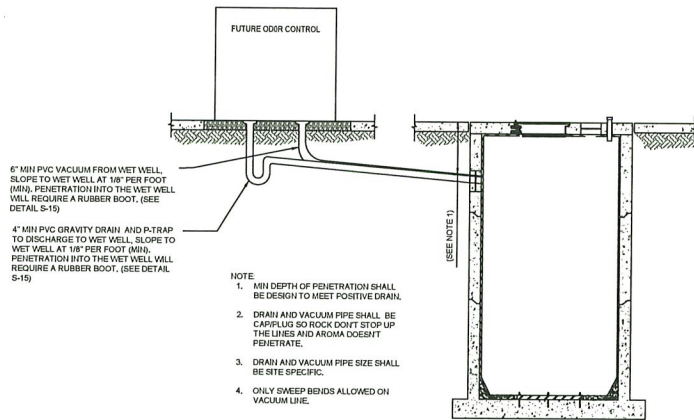 FUTURE ODOR CONTROL
6" MIN PVC VACUUM FROM WET WELL,
SLOPE TO WET WELL AT 1/8" PER FOOT
(MIN). PENETRATION INTO THE WET WELL
WILL REQUIRE A RUBBER BOOT. (SEE
DETAIL S-15)
4" MIN PVC GRAVITY DRAIN AND P-TRAP
TO DISCHARGE TO WET WELL, SLOPE TO
WET WELL AT 1/8" PER FOOT (MIN).
PENETRATION INTO THE WET WELL WILL
REQUIRE A RUBBER BOOT. (SEE DETAIL
S-15)
(SEE NOTE 1)
NOTE:
1. MIN DEPTH OF PENETRATION SHALL
BE DESIGN TO MEET POSITIVE DRAIN.
2. DRAIN AND VACUUM PIPE SHALL BE
CAP/PLUG SO ROCK DON'T STOP UP
THE LINES AND AROMA DOESN'T
PENETRATE.
3. DRAIN AND VACUUM PIPE SIZE SHALL
BE SITE SPECIFIC.
4. ONLY SWEEP BENDS ALLOWED ON
VACUUM LINE.